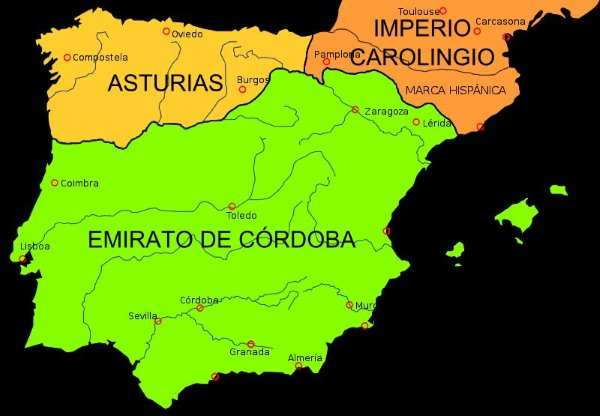 Toulouse
IMPERIO
Carcasona
Oviedo
Pamplona
CAROLINGIO
Compostela
ASTURIAS
Burgos
MARCA HISPÁNICA
Zaragoza
Lérida
Coimbra
Toledo
Lisboa
EMIRATO DE CÓRDOBA
Córdoba
Sevilla
Granada
Almería